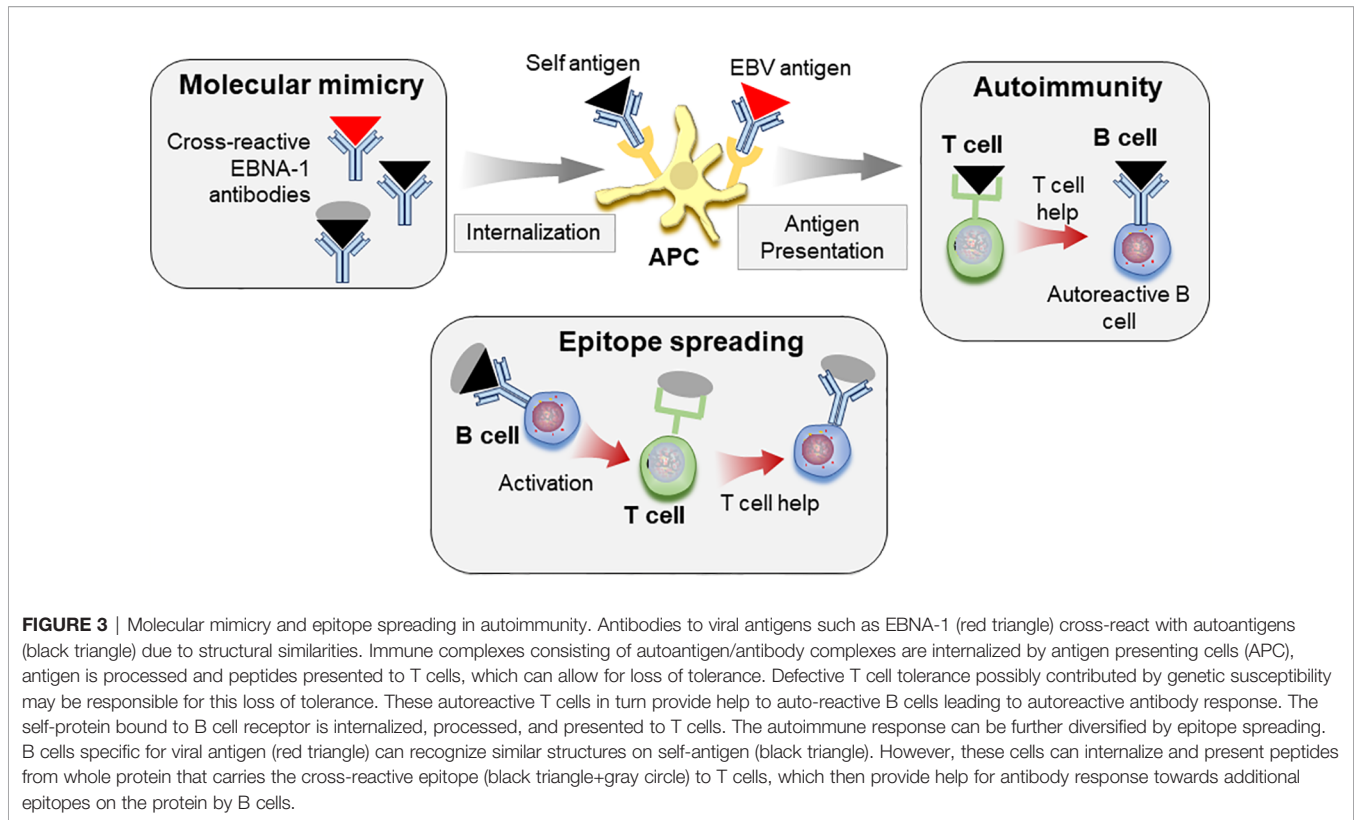 Molecular mimicry
Cross-reactive
EBNA-1
antibodies
Internalization
Self antigen
EBV antigen
APC
Antigen
Presentation
Autoimmunity
T cell
B cell
T cell
help
Autoreactive B
cell
Epitope spreading
B cell
Activation
T cell
T cell help
FIGURE 3 | Molecular mimicry and epitope spreading in autoimmunity. Antibodies to viral antigens such as EBNA-1 (red triangle) cross-react with autoantigens
(black triangle) due to structural similarities. Immune complexes consisting of autoantigen/antibody complexes are internalized by antigen presenting cells (APC),
antigen is processed and peptides presented to T cells, which can allow for loss of tolerance. Defective T cell tolerance possibly contributed by genetic susceptibility
may be responsible for this loss of tolerance. These autoreactive T cells in turn provide help to auto-reactive B cells leading to autoreactive antibody response. The
self-protein bound to B cell receptor is internalized, processed, and presented to T cells. The autoimmune response can be further diversified by epitope spreading.
B cells specific for viral antigen (red triangle) can recognize similar structures on self-antigen (black triangle). However, these cells can internalize and present peptides
from whole protein that carries the cross-reactive epitope (black triangle+gray circle) to T cells, which then provide help for antibody response towards additional
epitopes on the protein by B cells.